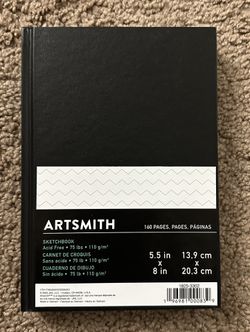 ARTSMITH
160 PAGES, PAGES, PÁGINAS
SKETCHBOOK
Acid Free • 75 lbs • 110 g/m²
CARNET DE CROQUIS
Sans acide • 75 lb • 110 g/m²
CUADERNO DE DIBUJO
Sin ácido • 75 lb • 110 g/m²
5.5 in
x
8 in
13,9 cm
x
20,3 cm